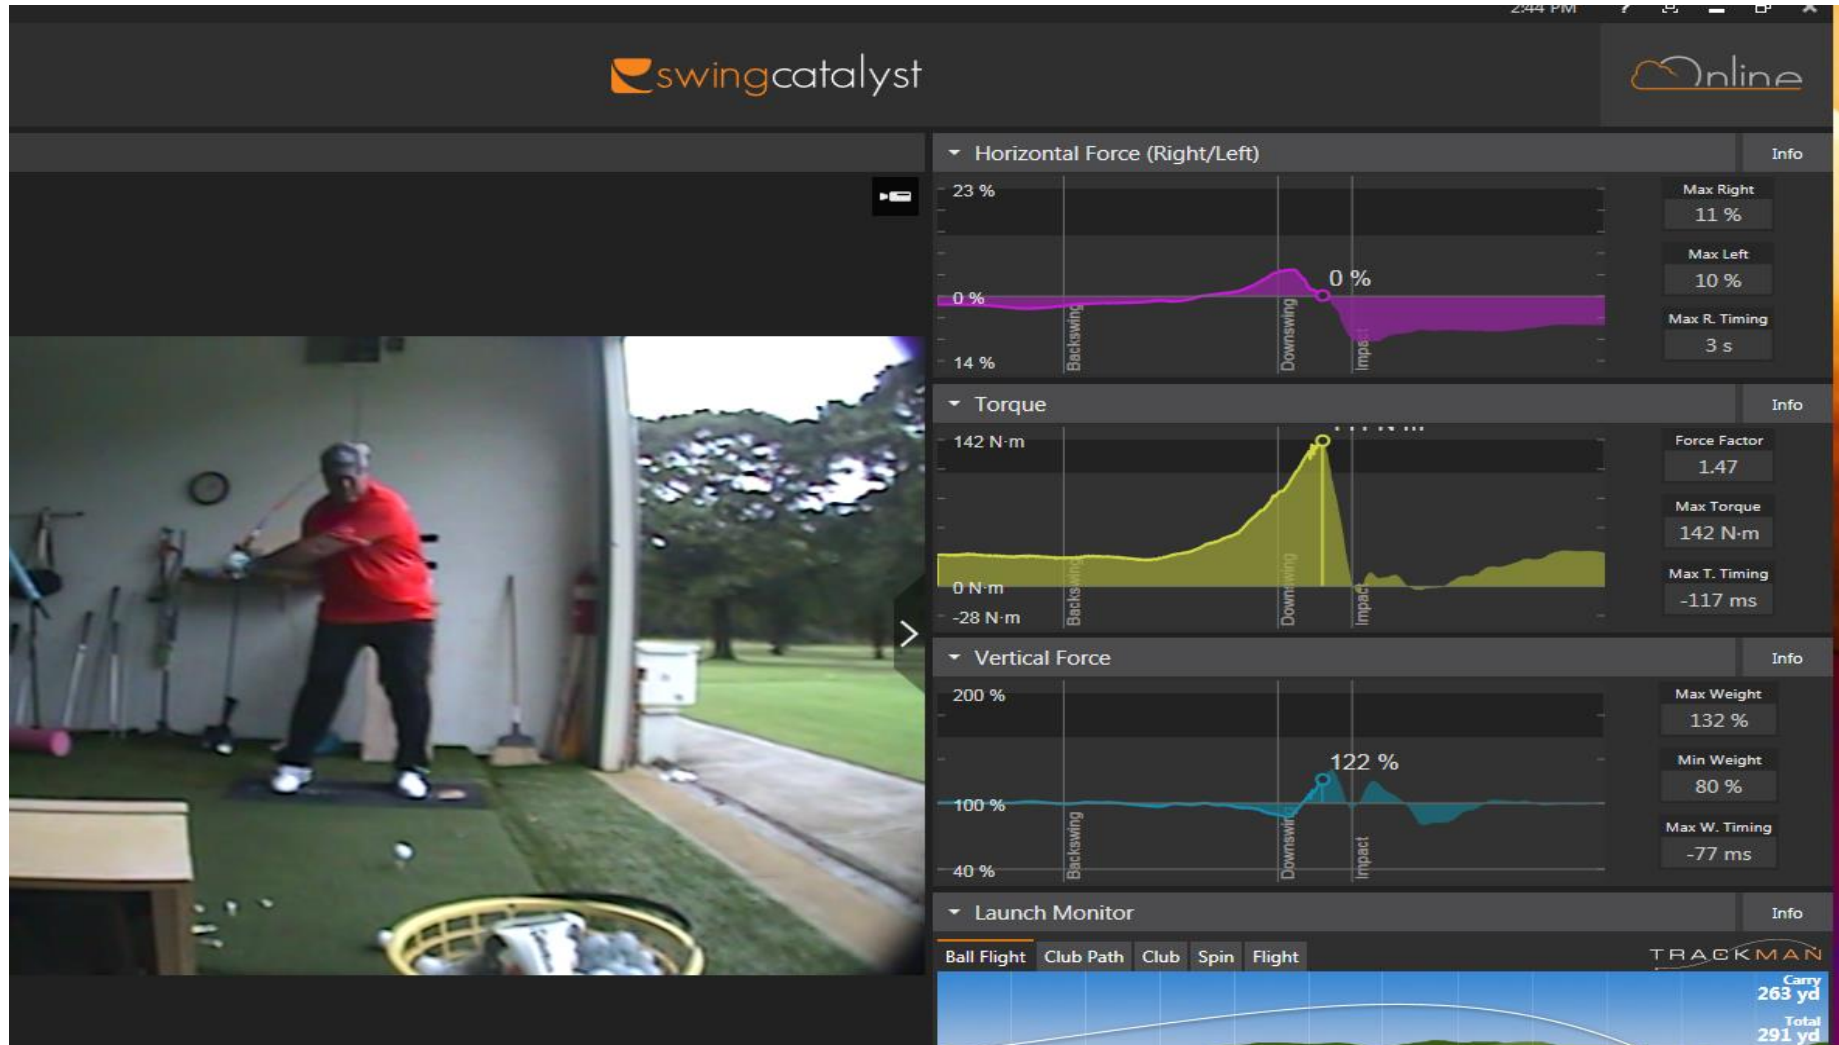 2:44 PM ?
swingcatalyst
Online
Horizontal Force (Right/Left)
Info
23 %
0 %
14 %
0 %
Backswing
Downswing
Impact
Max Right
11 %
Max Left
10 %
Max R. Timing
3 s
Torque
Info
142 N·m
0 N·m
-28 N·m
Backswing
Downswing
Impact
Force Factor
1.47
Max Torque
142 N·m
Max T. Timing
-117 ms
Vertical Force
Info
200 %
100 %
40 %
122 %
Backswing
Downswing
Impact
Max Weight
132 %
Min Weight
80 %
Max W. Timing
-77 ms
Launch Monitor
Info
Ball Flight Club Path Club Spin Flight
TRACKMAN
Carry
263 yd
Total
291 yd